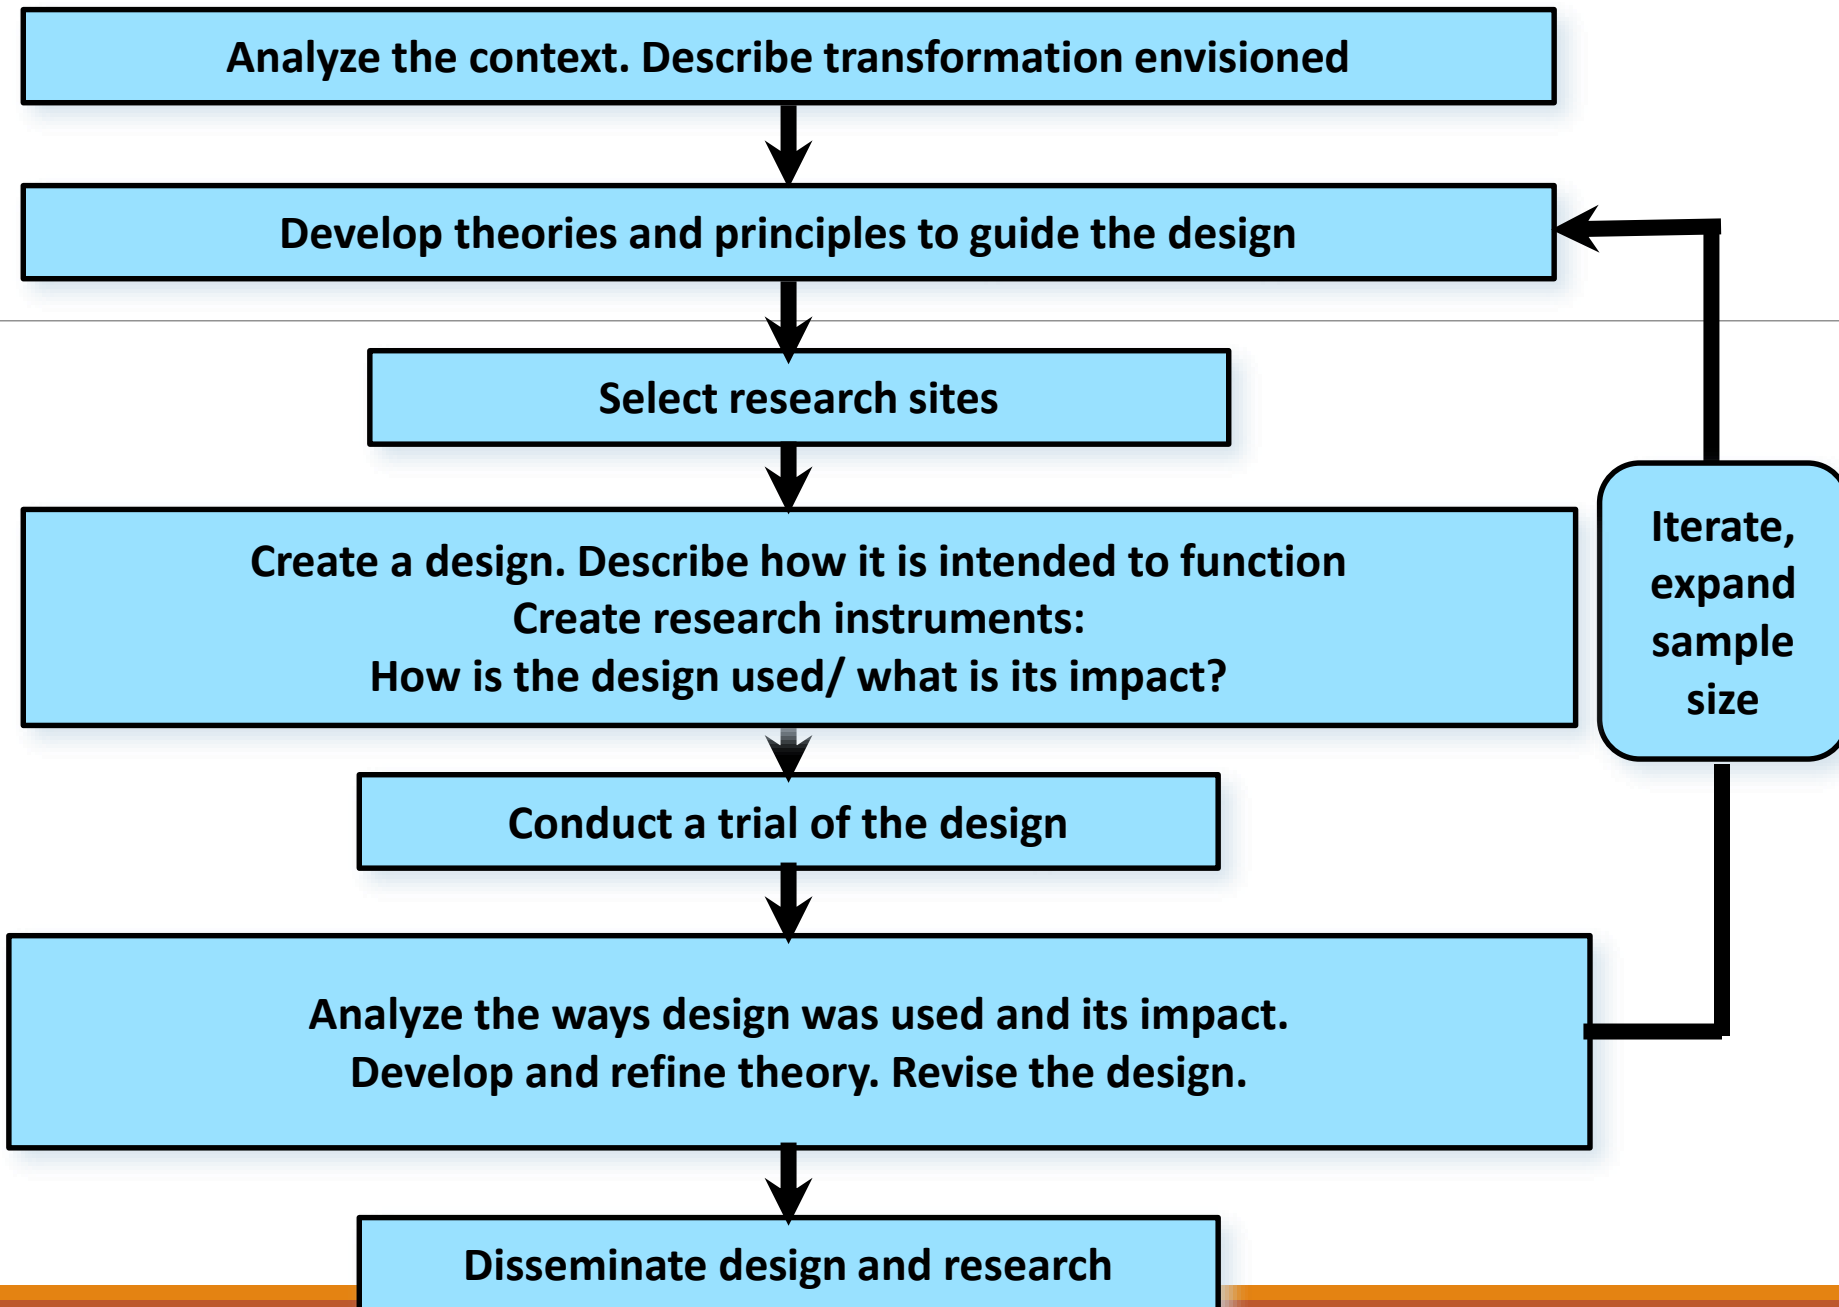 Analyze the context. Describe transformation envisioned
Develop theories and principles to guide the design
Select research sites
Create a design. Describe how it is intended to function
Create research instruments:
How is the design used/ what is its impact?
Iterate,
expand
sample
size
Conduct a trial of the design
Analyze the ways design was used and its impact.
Develop and refine theory. Revise the design.
Disseminate design and research